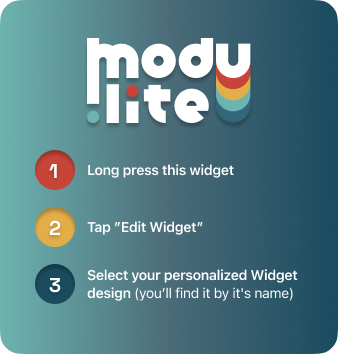 modu
lite
1 Long press this widget
2 Tap ”Edit Widget”
3 Select your personalized Widget
design (you’ll find it by it's name)